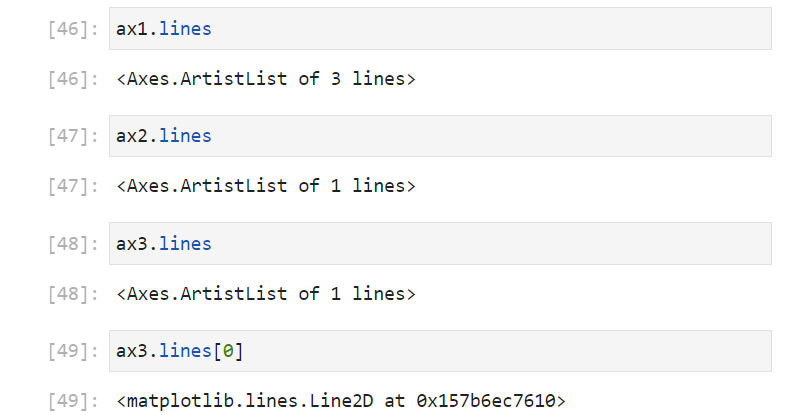 [46]: ax1.lines
[46]: <Axes.ArtistList of 3 lines>
[47]: ax2.lines
[47]: <Axes.ArtistList of 1 lines>
[48]: ax3.lines
[48]: <Axes.ArtistList of 1 lines>
[49]: ax3.lines[0]
[49]: <matplotlib.lines.Line2D at 0x157b6ec7610>